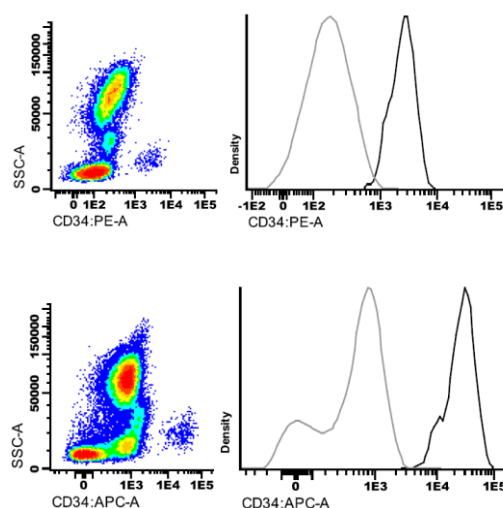 150000
50000
0
SSC-A
0 1E2 1E3 1E4 1E5
CD34:PE-A
Density
-1E2 0 1E2 1E3 1E4 1E5
CD34:PE-A
150000
50000
0
SSC-A
0 1E3 1E4 1E5
CD34:APC-A
Density
0 1E3 1E4 1E5
CD34:APC-A